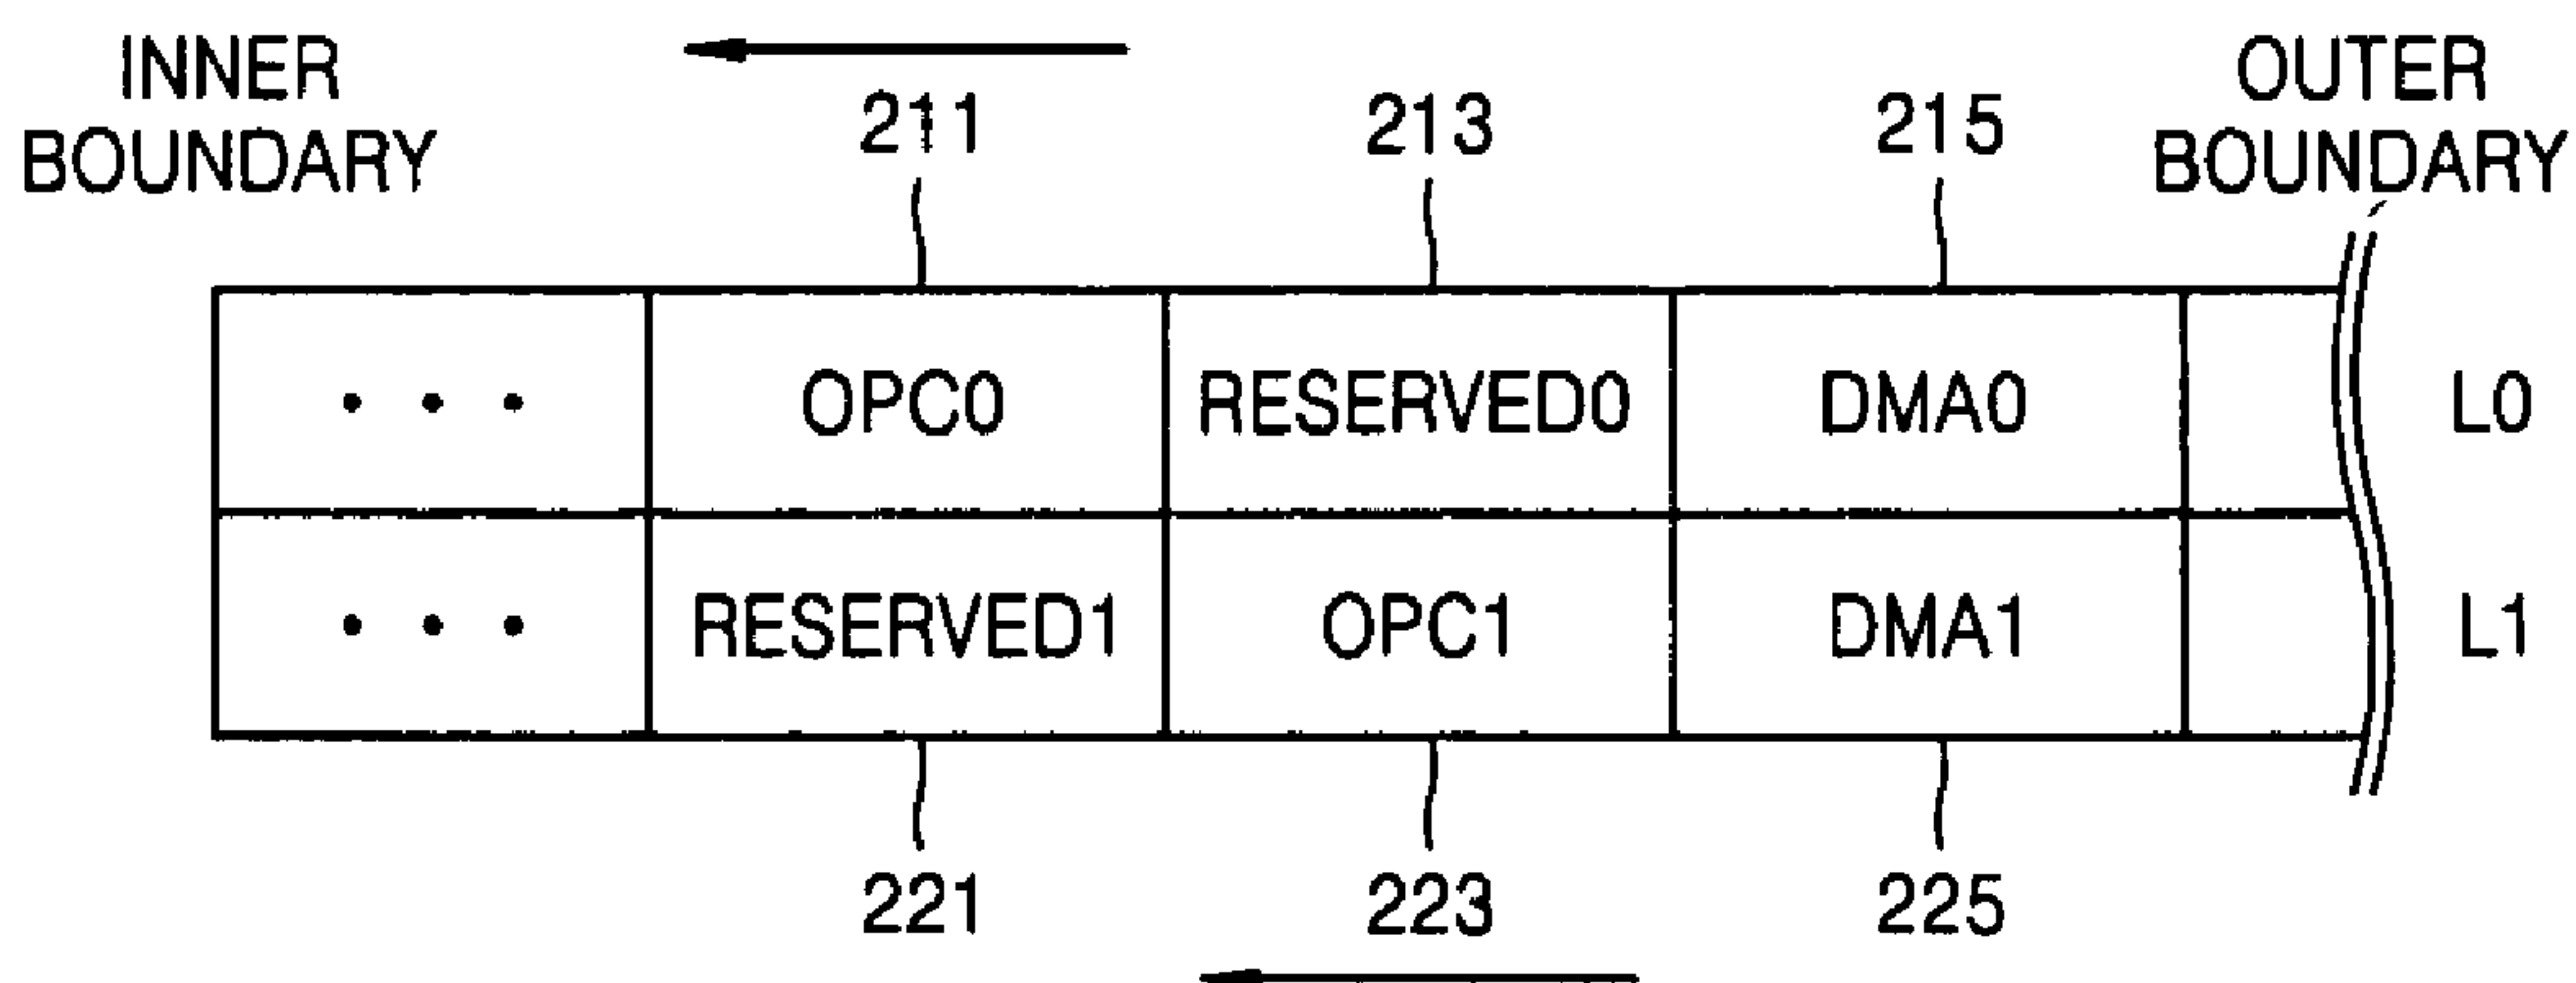 INNER BOUNDARY
211
213
215
OUTER BOUNDARY
• • • OPC0 RESERVED0 DMA0 L0
• • • RESERVED1 OPC1 DMA1 L1
221
223
225